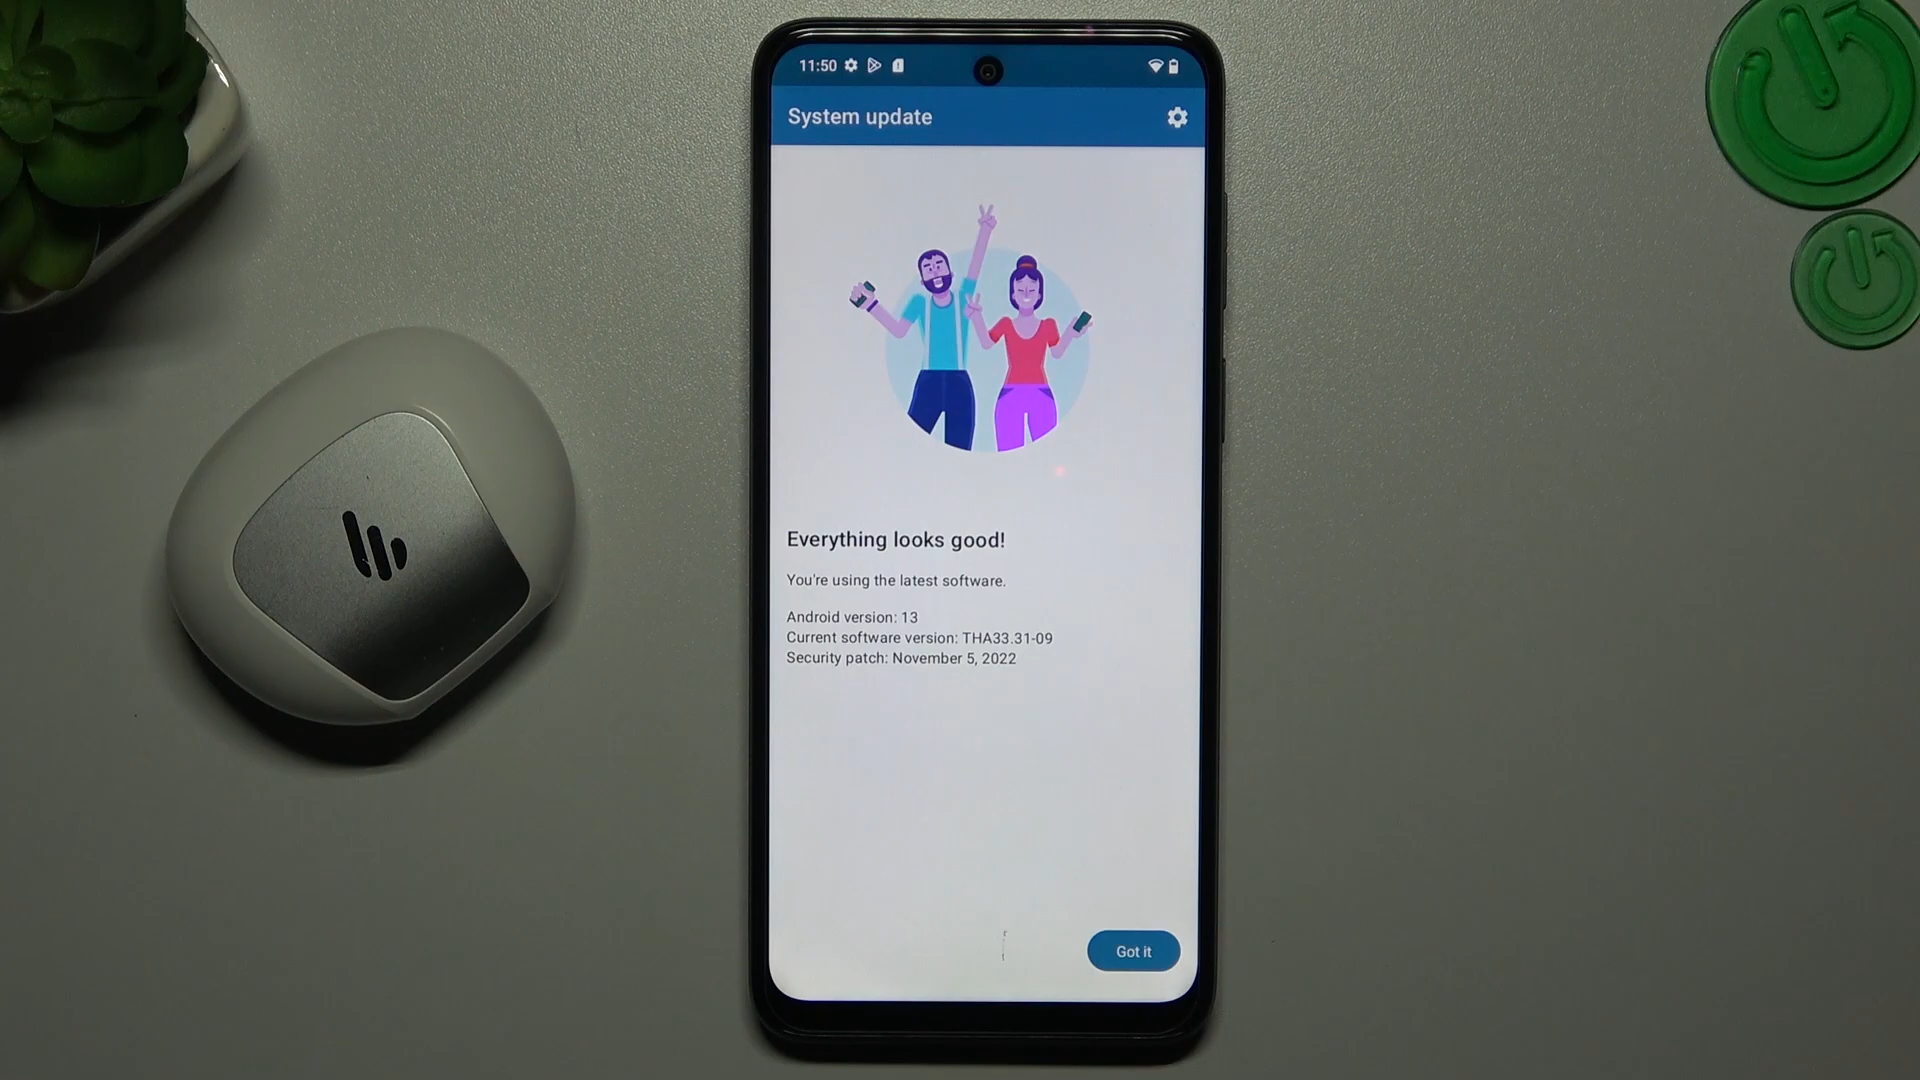 11:50
System update
Everything looks good!
You're using the latest software.
Android version: 13
Current software version: THA33.31-09
Security patch: November 5, 2022
Got it